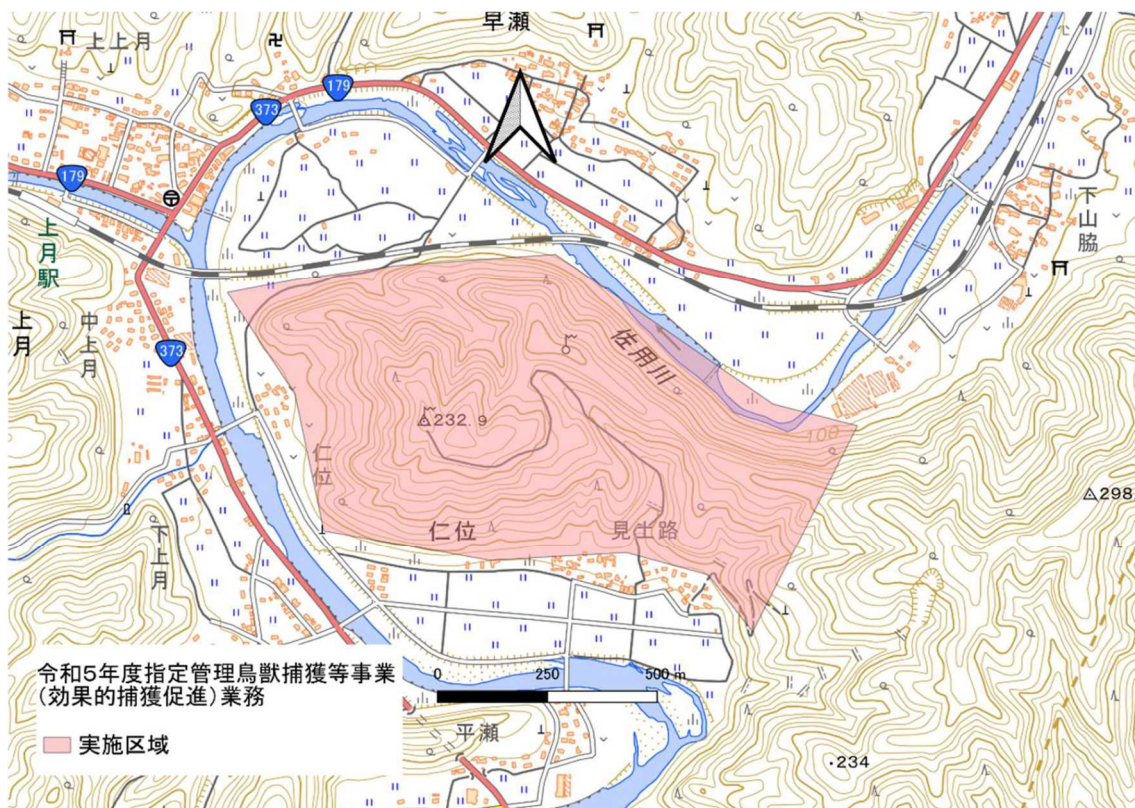 早瀬
上上月
179
373
179
上月駅
上月
中上月
373
下山脇
佐用川
100
232.9
298
仁位
仁位
見土路
下上月
令和5年度指定管理鳥獣捕獲等事業
(効果的捕獲促進)業務
実施区域
0 250 500 m
平瀬
234